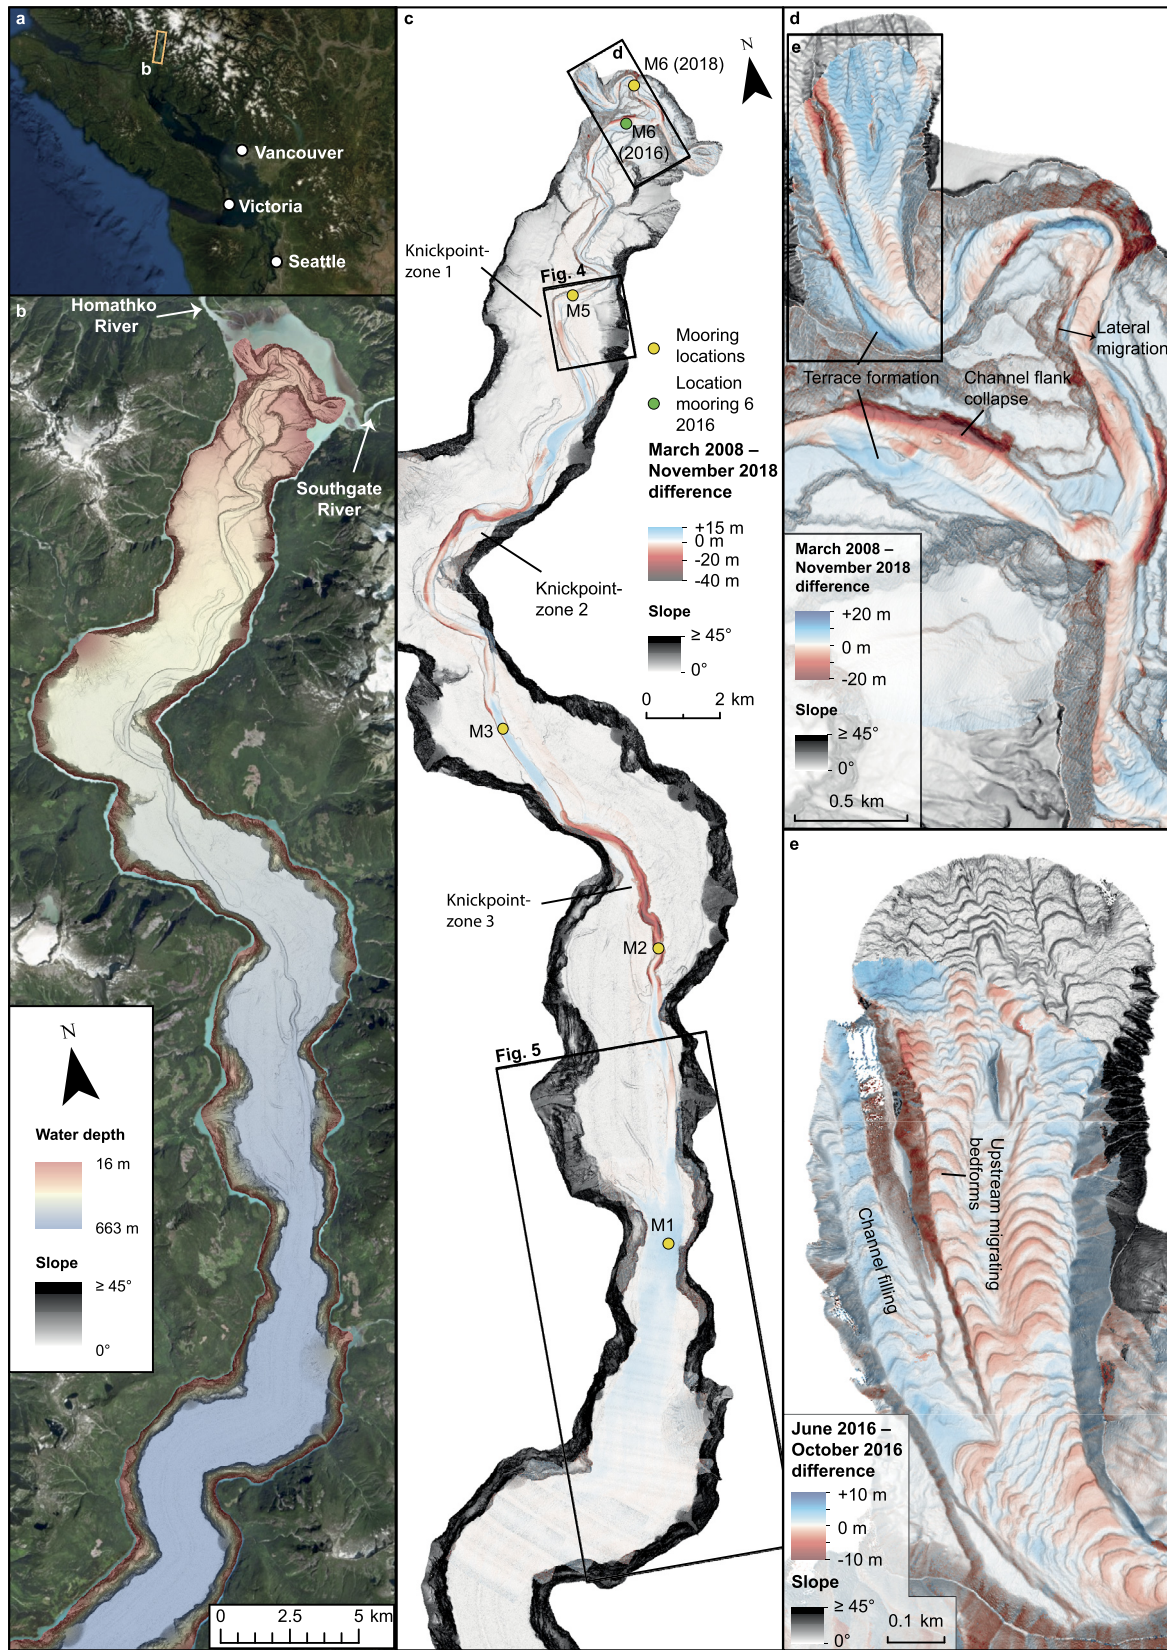 a
b
Vancouver
Victoria
Seattle
b
Homathko
River
Southgate
River
N
Water depth
16 m
663 m
Slope
≥ 45°
0°
0 2.5 5 km
c
N
d
M6 (2018)
M6
(2016)
Knickpoint-
zone 1
Fig. 4
M5
Mooring
locations
Location
mooring 6
2016
March 2008 –
November 2018
difference
+15 m
0 m
-20 m
-40 m
Slope
≥ 45°
0°
0 2 km
Knickpoint-
zone 2
M3
Knickpoint-
zone 3
M2
Fig. 5
M1
d
e
Lateral
migration
Terrace formation
Channel flank
collapse
March 2008 –
November 2018
difference
+20 m
0 m
-20 m
Slope
≥ 45°
0°
0.5 km
e
Upstream migrating
bedforms
Channel filling
June 2016 –
October 2016
difference
+10 m
0 m
-10 m
Slope
≥ 45°
0°
0.1 km